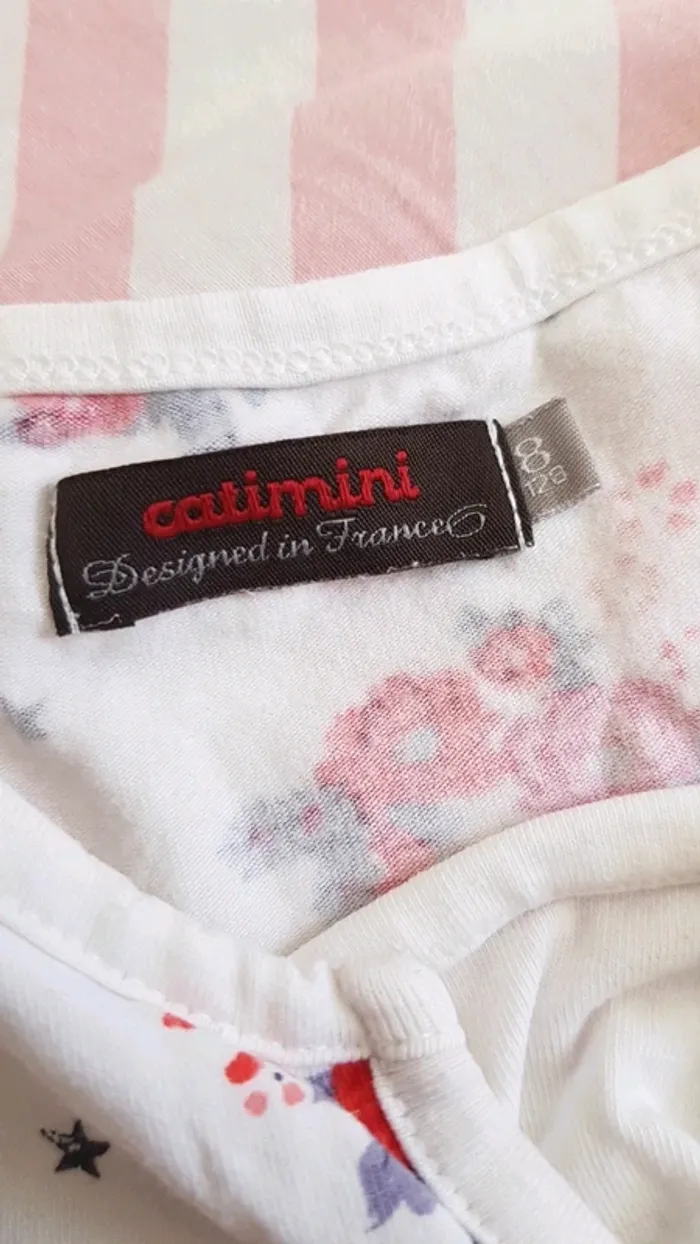 catimini
Designed in France
8
128